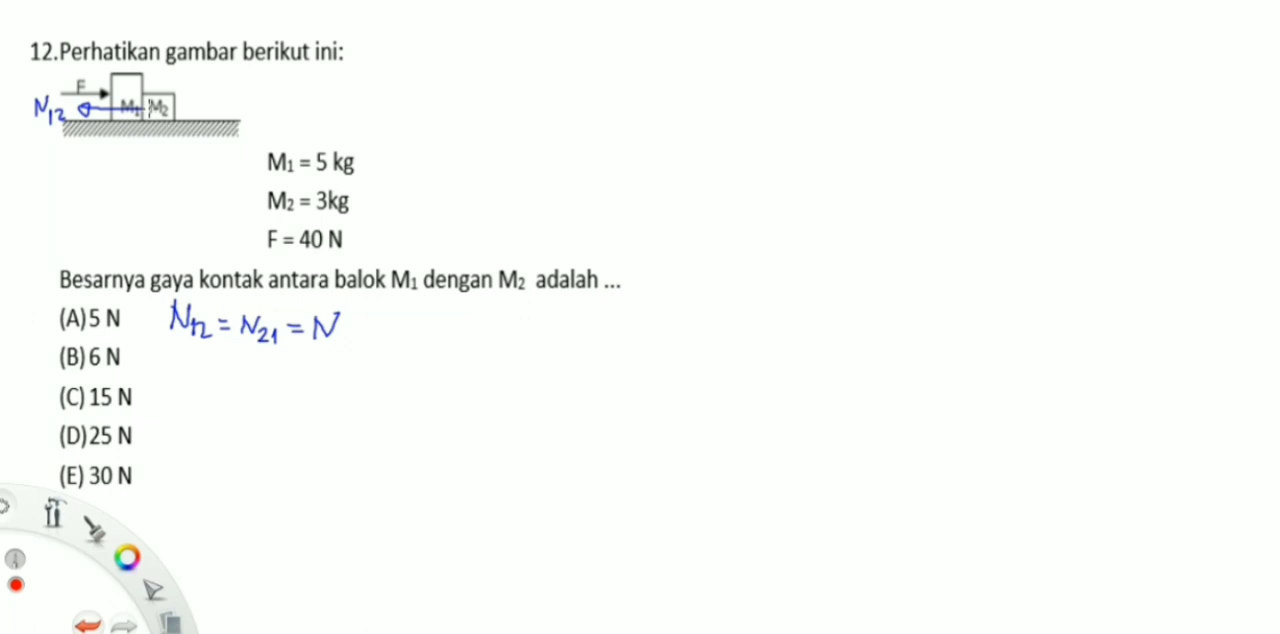 12.Perhatikan gambar berikut ini:
F
N12
M1 M2
M1 = 5 kg
M2 = 3kg
F = 40 N
Besarnya gaya kontak antara balok M1 dengan M2 adalah ...
(A)5 N
N12 = N21 = N
(B)6 N
(C)15 N
(D)25 N
(E)30 N